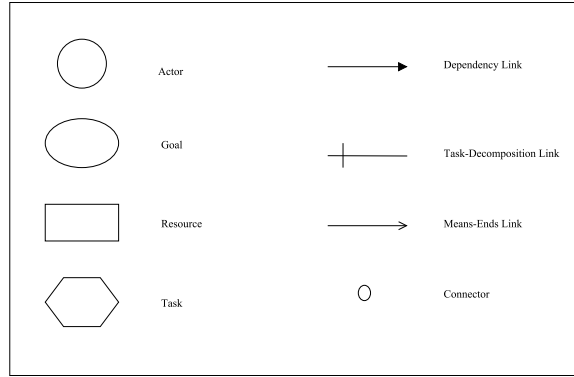 Actor
Dependency Link
Goal
Task-Decomposition Link
Resource
Means-Ends Link
Task
Connector